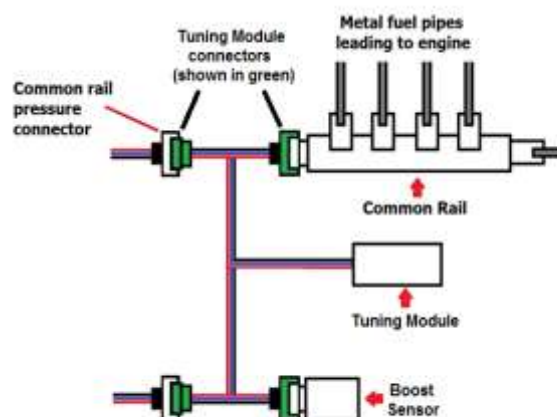 Metal fuel pipes
leading to engine
Tuning Module
connectors
(shown in green)
Common rail
pressure
connector
Common Rail
Tuning Module
Boost
Sensor